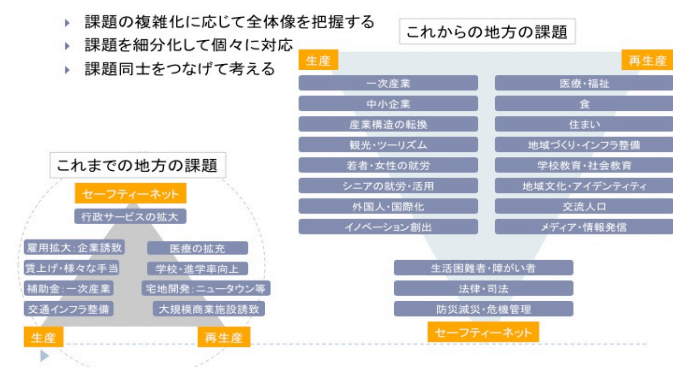 課題の複雑化に応じて全体像を把握する
課題を細分化して個々に対応
課題同士をつなげて考える
これまでの地方の課題
セーフティーネット
行政サービスの拡大
雇用拡大:企業誘致
医療の拡充
賃上げ・様々な手当
学校・進学率向上
補助金:一次産業
宅地開発:ニュータウン等
交通インフラ整備
大規模商業施設誘致
生産
再生産
これからの地方の課題
生産
再生産
一次産業
医療・福祉
中小企業
食
産業構造の転換
住まい
観光・ツーリズム
地域づくり・インフラ整備
若者・女性の就労
学校教育・社会教育
シニアの就労・活用
地域文化・アイデンティティ
外国人・国際化
交流人口
イノベーション創出
メディア・情報発信
生活困難者・障がい者
法律・司法
防災減災・危機管理
セーフティーネット